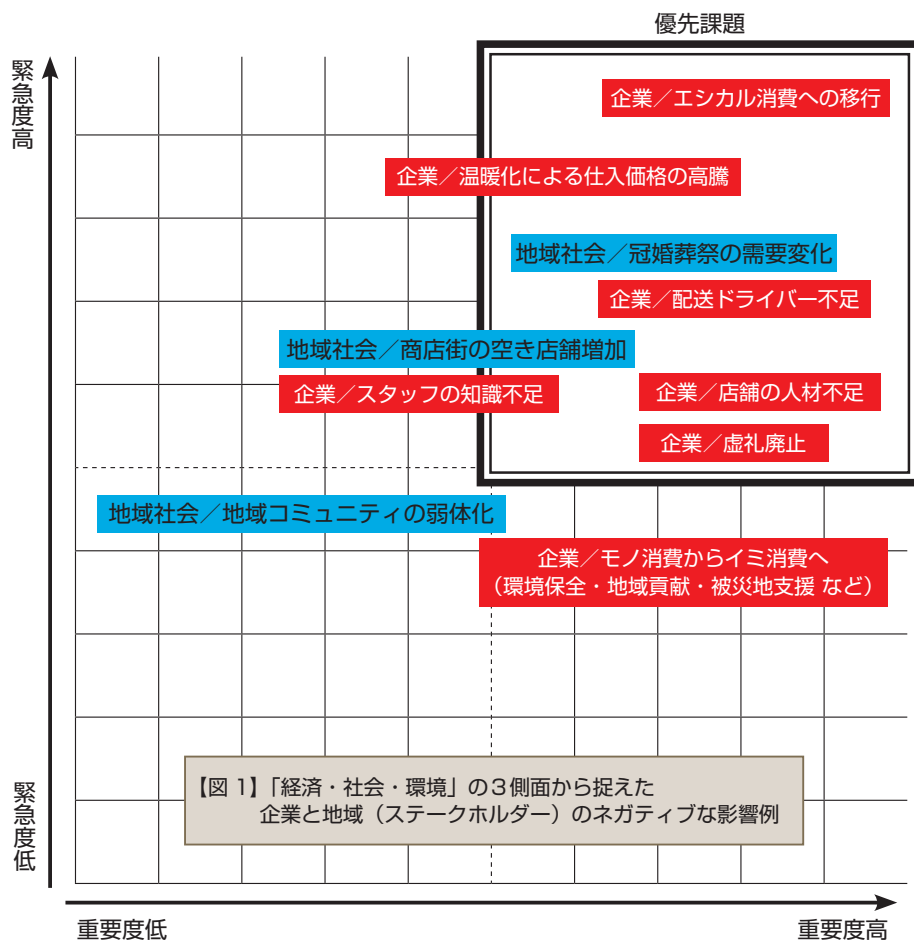 優先課題
緊急度高
企業／エシカル消費への移行
企業／温暖化による仕入価格の高騰
地域社会／冠婚葬祭の需要変化
企業／配送ドライバー不足
地域社会／商店街の空き店舗増加
企業／スタッフの知識不足
企業／店舗の人材不足
企業／虚礼廃止
地域社会／地域コミュニティの弱体化
企業／モノ消費からイミ消費へ
（環境保全・地域貢献・被災地支援 など）
【図 1】「経済・社会・環境」の３側面から捉えた
企業と地域（ステークホルダー）のネガティブな影響例
緊急度低
重要度低
重要度高